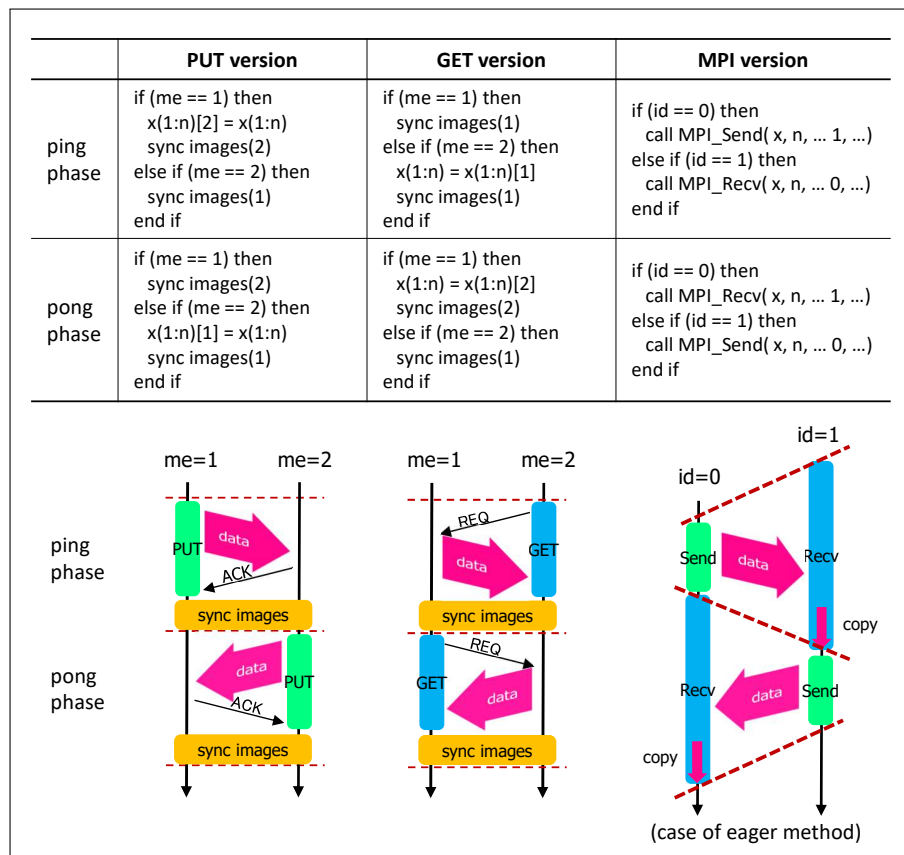 PUT version GET version MPI version
ping phase
if (me == 1) then
x(1:n)[2] = x(1:n)
sync images(2)
else if (me == 2) then
sync images(1)
end if
if (me == 1) then
sync images(1)
else if (me == 2) then
x(1:n) = x(1:n)[1]
sync images(1)
end if
if (id == 0) then
call MPI_Send( x, n, … 1, …)
else if (id == 1) then
call MPI_Recv( x, n, … 0, …)
end if
pong phase
if (me == 1) then
sync images(2)
else if (me == 2) then
x(1:n)[1] = x(1:n)
sync images(1)
end if
if (me == 1) then
x(1:n) = x(1:n)[2]
sync images(2)
else if (me == 2) then
sync images(1)
end if
if (id == 0) then
call MPI_Recv( x, n, … 1, …)
else if (id == 1) then
call MPI_Send( x, n, … 0, …)
end if
me=1 me=2 me=1 me=2 id=0 id=1
ping phase
PUT data ACK
sync images
REQ data GET
sync images
Send data Recv copy
pong phase
data PUT ACK
sync images
GET REQ data
sync images
Recv data Send
copy
(case of eager method)